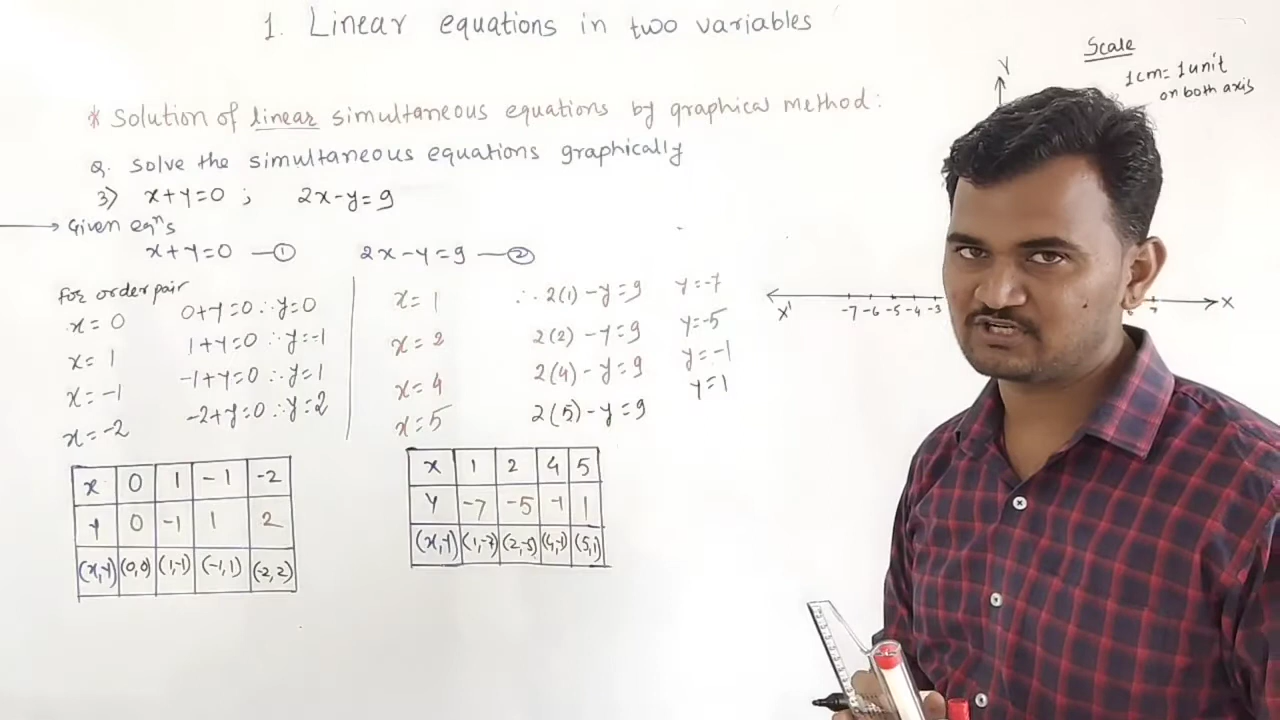 1. Linear equations in two variables
* Solution of linear simultaneous equations by graphical method:
Q. Solve the simultaneous equations graphically
3) x+y=0 ; 2x-y=9
→ Given eqⁿs
x+y=0 —① 2x-y=9 —②
For order pair
x=0 0+y=0 ∴y=0
x=1 1+y=0 ∴y=-1
x=-1 -1+y=0 ∴y=1
x=-2 -2+y=0 ∴y=2
x=1 ∴2(1)-y=9 y=-7
x=2 2(2)-y=9 y=-5
x=4 2(4)-y=9 y=-1
x=5 2(5)-y=9 y=1
x 0 1 -1 -2
y 0 -1 1 2
(x,y) (0,0) (1,-1) (-1,1) (-2,2)
x 1 2 4 5
y -7 -5 -1 1
(x,y) (1,-7) (2,-5) (4,-1) (5,1)
Scale
1cm=1unit
on both axis
Y
X' -7 -6 -5 -4 -3 7 X